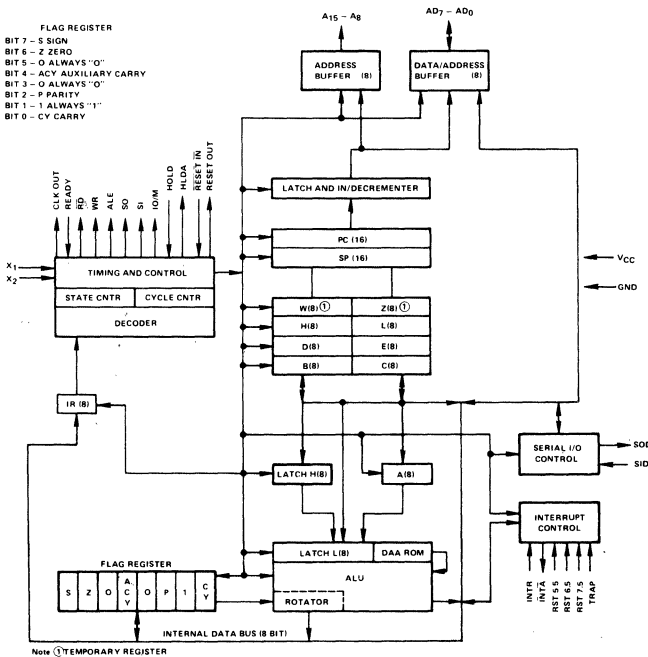 FLAG REGISTER
BIT 7 – S SIGN
BIT 6 – Z ZERO
BIT 5 – O ALWAYS "O"
BIT 4 – ACY AUXILIARY CARRY
BIT 3 – O ALWAYS "O"
BIT 2 – P PARITY
BIT 1 – 1 ALWAYS "1"
BIT 0 – CY CARRY
A15 – A8
AD7 – AD0
ADDRESS
BUFFER (8)
DATA/ADDRESS
BUFFER (8)
CLK OUT
READY
RD
WR
ALE
SO
SI
IO/M
HOLD
HLDA
RESET IN
RESET OUT
LATCH AND IN/DECREMENTER
X1
X2
TIMING AND CONTROL
STATE CNTR
CYCLE CNTR
DECODER
PC (16)
SP (16)
VCC
GND
W(8) ①
Z(8) ①
H(8)
L(8)
D(8)
E(8)
B(8)
C(8)
IR (8)
SERIAL I/O
CONTROL
SOD
SID
LATCH H(8)
A(8)
INTERRUPT
CONTROL
LATCH L(8)
DAA ROM
ALU
ROTATOR
FLAG REGISTER
S
Z
O
ACY
O
P
1
CY
INTR
INTA
RST 5.5
RST 6.5
RST 7.5
TRAP
INTERNAL DATA BUS (8 BIT)
Note ① TEMPORARY REGISTER